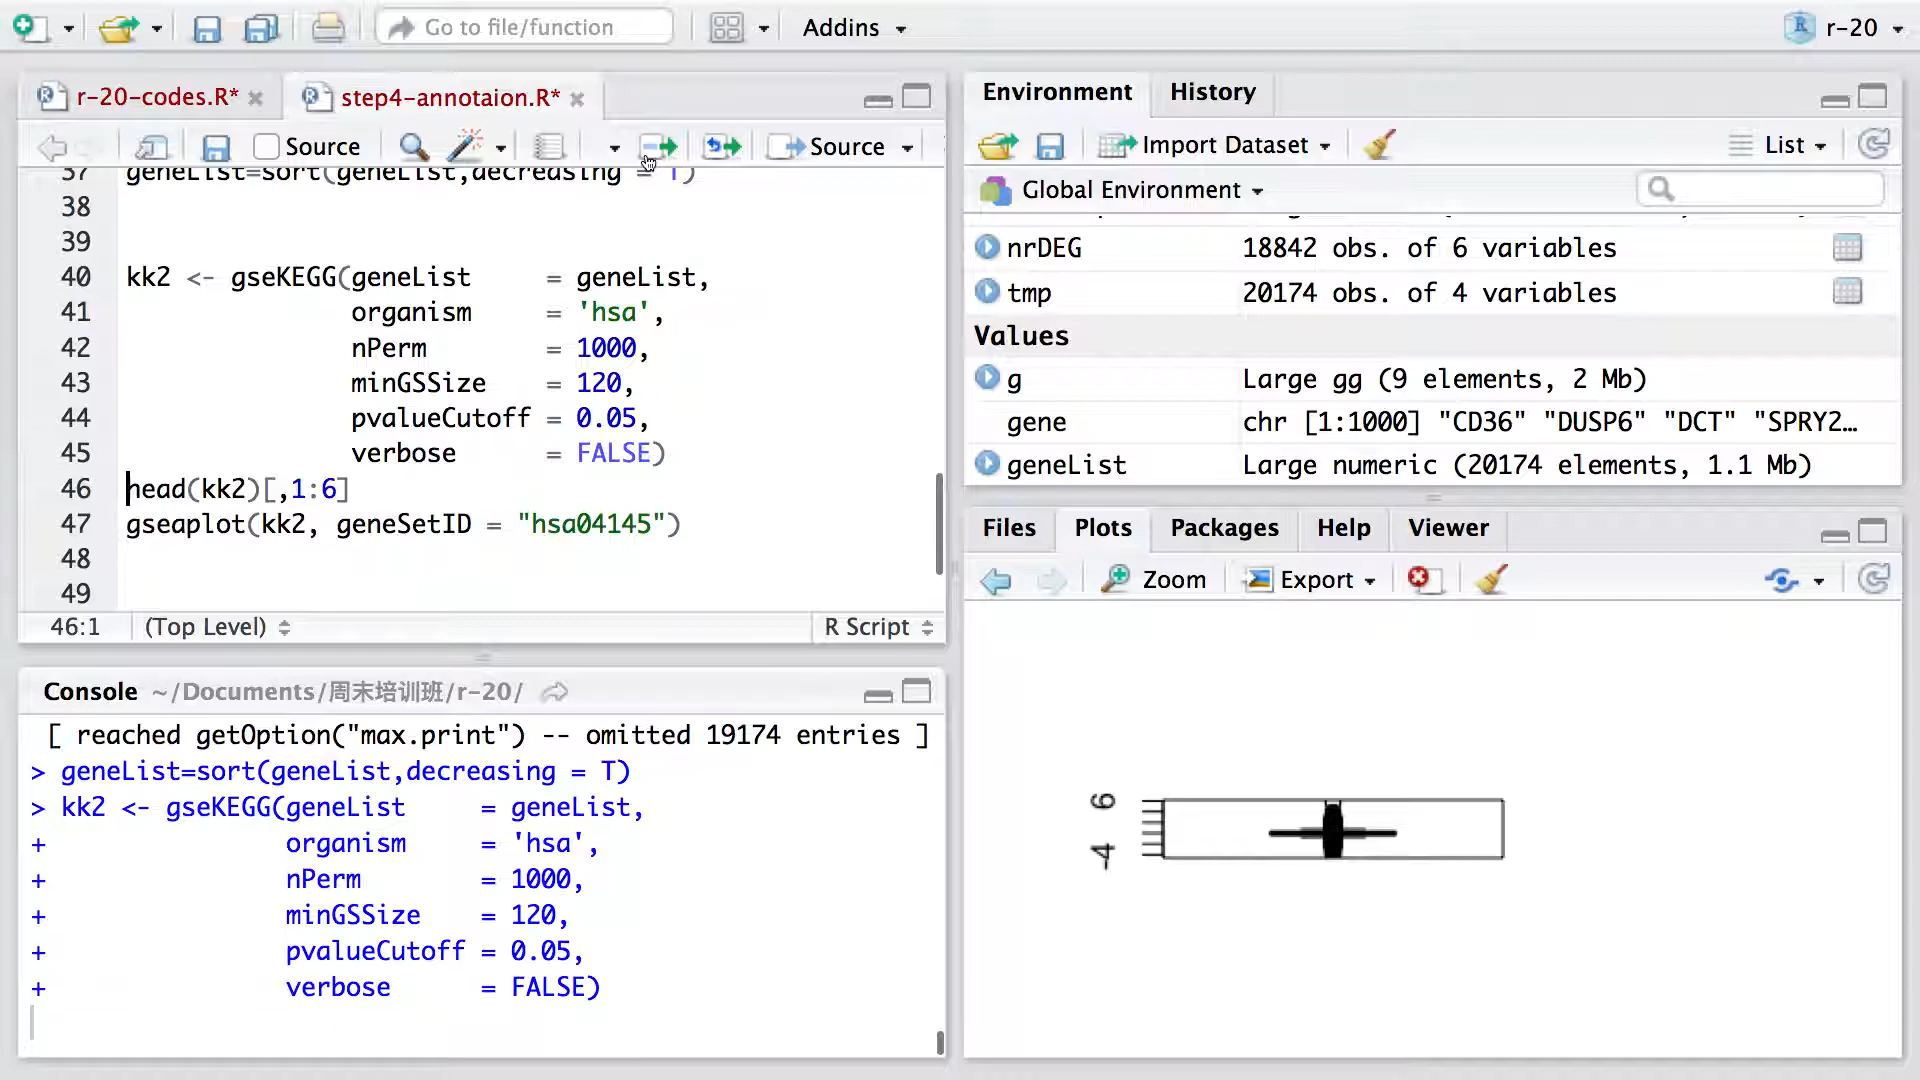 Go to file/function
Addins
r-20
r-20-codes.R*
step4-annotaion.R*
Source
Source
37 geneList=sort(geneList,decreasing = T)
38
39
40 kk2 <- gseKEGG(geneList     = geneList,
41                organism     = 'hsa',
42                nPerm        = 1000,
43                minGSSize    = 120,
44                pvalueCutoff = 0.05,
45                verbose      = FALSE)
46 head(kk2)[,1:6]
47 gseaplot(kk2, geneSetID = "hsa04145")
48
49
46:1 (Top Level) R Script
Console ~/Documents/周末培训班/r-20/
[ reached getOption("max.print") -- omitted 19174 entries ]
> geneList=sort(geneList,decreasing = T)
> kk2 <- gseKEGG(geneList     = geneList,
+                organism     = 'hsa',
+                nPerm        = 1000,
+                minGSSize    = 120,
+                pvalueCutoff = 0.05,
+                verbose      = FALSE)
Environment History
Import Dataset List
Global Environment
nrDEG 18842 obs. of 6 variables
tmp 20174 obs. of 4 variables
Values
g Large gg (9 elements, 2 Mb)
gene chr [1:1000] "CD36" "DUSP6" "DCT" "SPRY2…
geneList Large numeric (20174 elements, 1.1 Mb)
Files Plots Packages Help Viewer
Zoom Export
6
-4